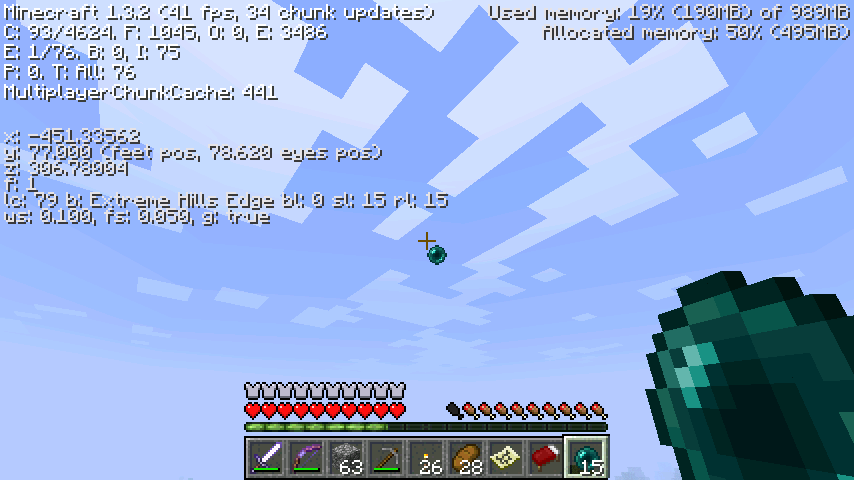 Minecraft 1.3.2 (41 fps, 34 chunk updates)
C: 93/4624. F: 1045, O: 0, E: 3486
E: 1/76. B: 0, I: 75
P: 0. T: All: 76
MultiplayerChunkCache: 441
Used memory: 19% (190MB) of 989MB
Allocated memory: 50% (495MB)
x: -451.33562
y: 77.000 (feet pos, 78.620 eyes pos)
z: 306.78004
f: 1
lc: 79 b: Extreme Hills Edge bl: 0 sl: 15 rl: 15
ws: 0.100, fs: 0.050, g: true
63 26 28 15